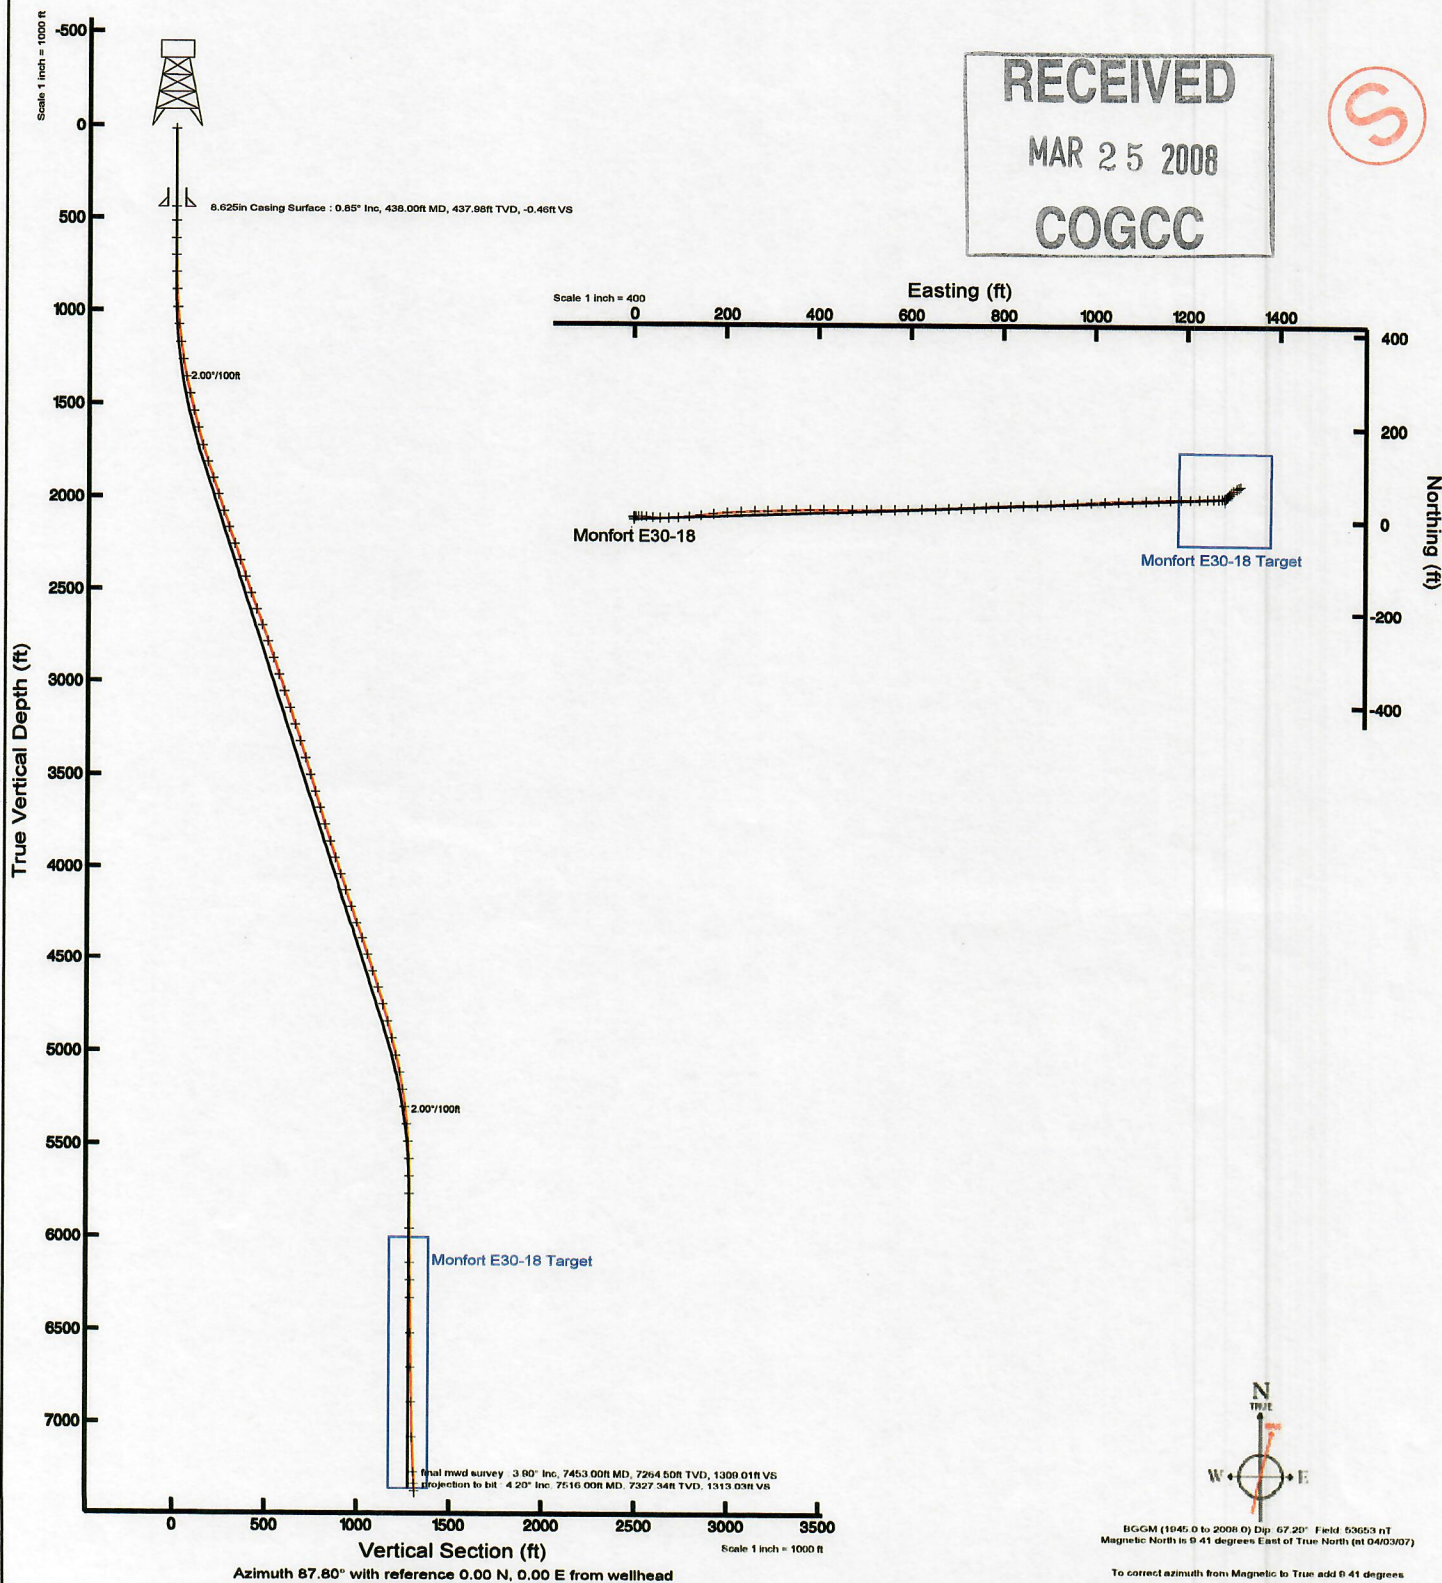 Scale 1 inch = 1000 ft
-500
0
500
1000
1500
2000
2500
3000
3500
4000
4500
5000
5500
6000
6500
7000
True Vertical Depth (ft)
8.625in Casing Surface : 0.85° Inc, 438.00ft MD, 437.98ft TVD, -0.46ft VS
2.00°/100ft
2.00°/100ft
Monfort E30-18 Target
final mwd survey : 3.90° Inc, 7453.00ft MD, 7264.50ft TVD, 1309.01ft VS
projection to bit : 4.20° Inc, 7516.00ft MD, 7327.34ft TVD, 1313.03ft VS
0 500 1000 1500 2000 2500 3000 3500
Vertical Section (ft)
Scale 1 inch = 1000 ft
Azimuth 87.80° with reference 0.00 N, 0.00 E from wellhead
RECEIVED
MAR 25 2008
COGCC
S
Scale 1 inch = 400
Easting (ft)
0 200 400 600 800 1000 1200 1400
400
200
0
-200
-400
Northing (ft)
Monfort E30-18
Monfort E30-18 Target
N
TRUE
W E
BGGM (1945.0 to 2008.0) Dip: 67.20° Field: 53653 nT
Magnetic North is 9.41 degrees East of True North (at 04/03/07)
To correct azimuth from Magnetic to True add 9.41 degrees